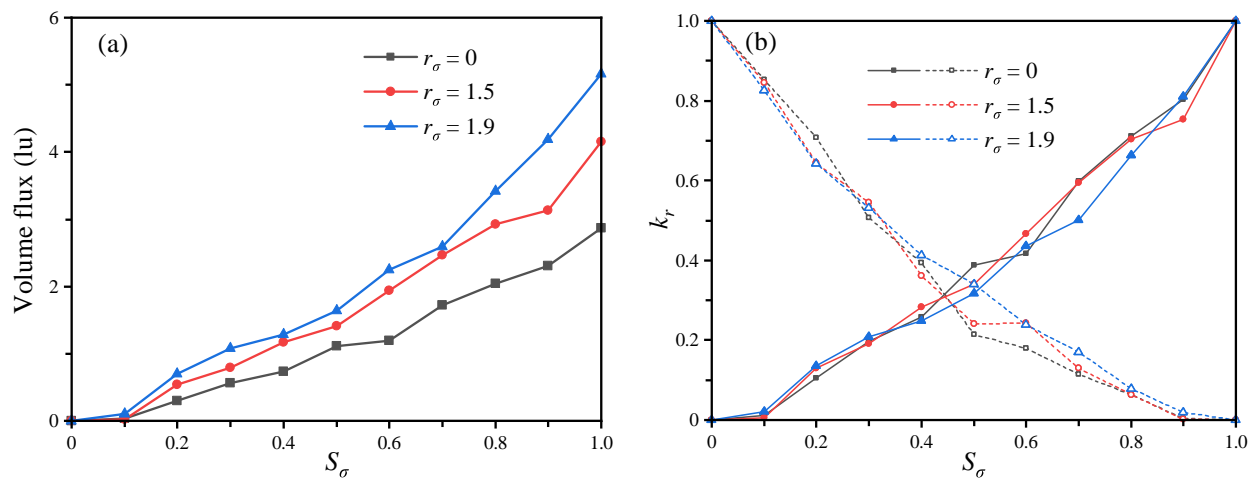 (a)
r_σ = 0
r_σ = 1.5
r_σ = 1.9
Volume flux (lu)
6
4
2
0
0 0.2 0.4 0.6 0.8 1.0
S_σ
(b)
r_σ = 0
r_σ = 1.5
r_σ = 1.9
k_r
1.0
0.8
0.6
0.4
0.2
0
0 0.2 0.4 0.6 0.8 1.0
S_σ